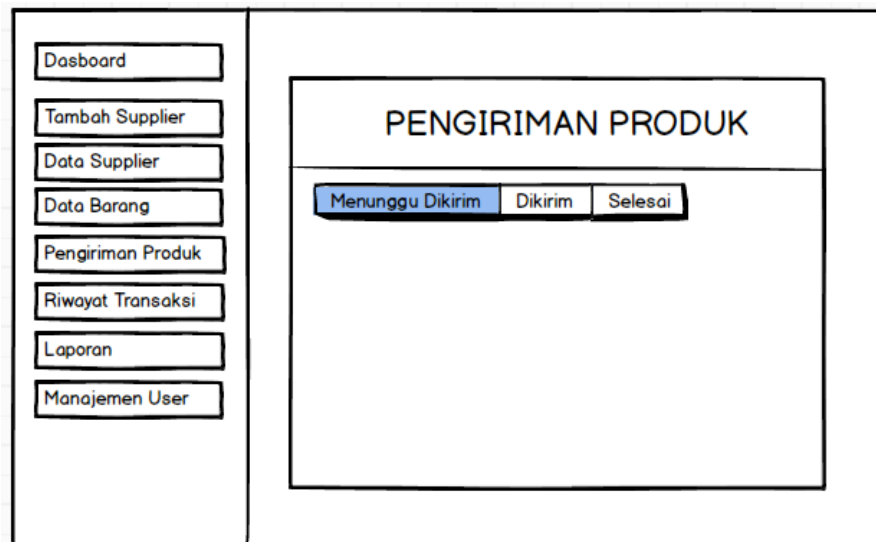 Dasboard
Tambah Supplier
Data Supplier
Data Barang
Pengiriman Produk
Riwayat Transaksi
Laporan
Manajemen User
PENGIRIMAN PRODUK
Menunggu Dikirim Dikirim Selesai